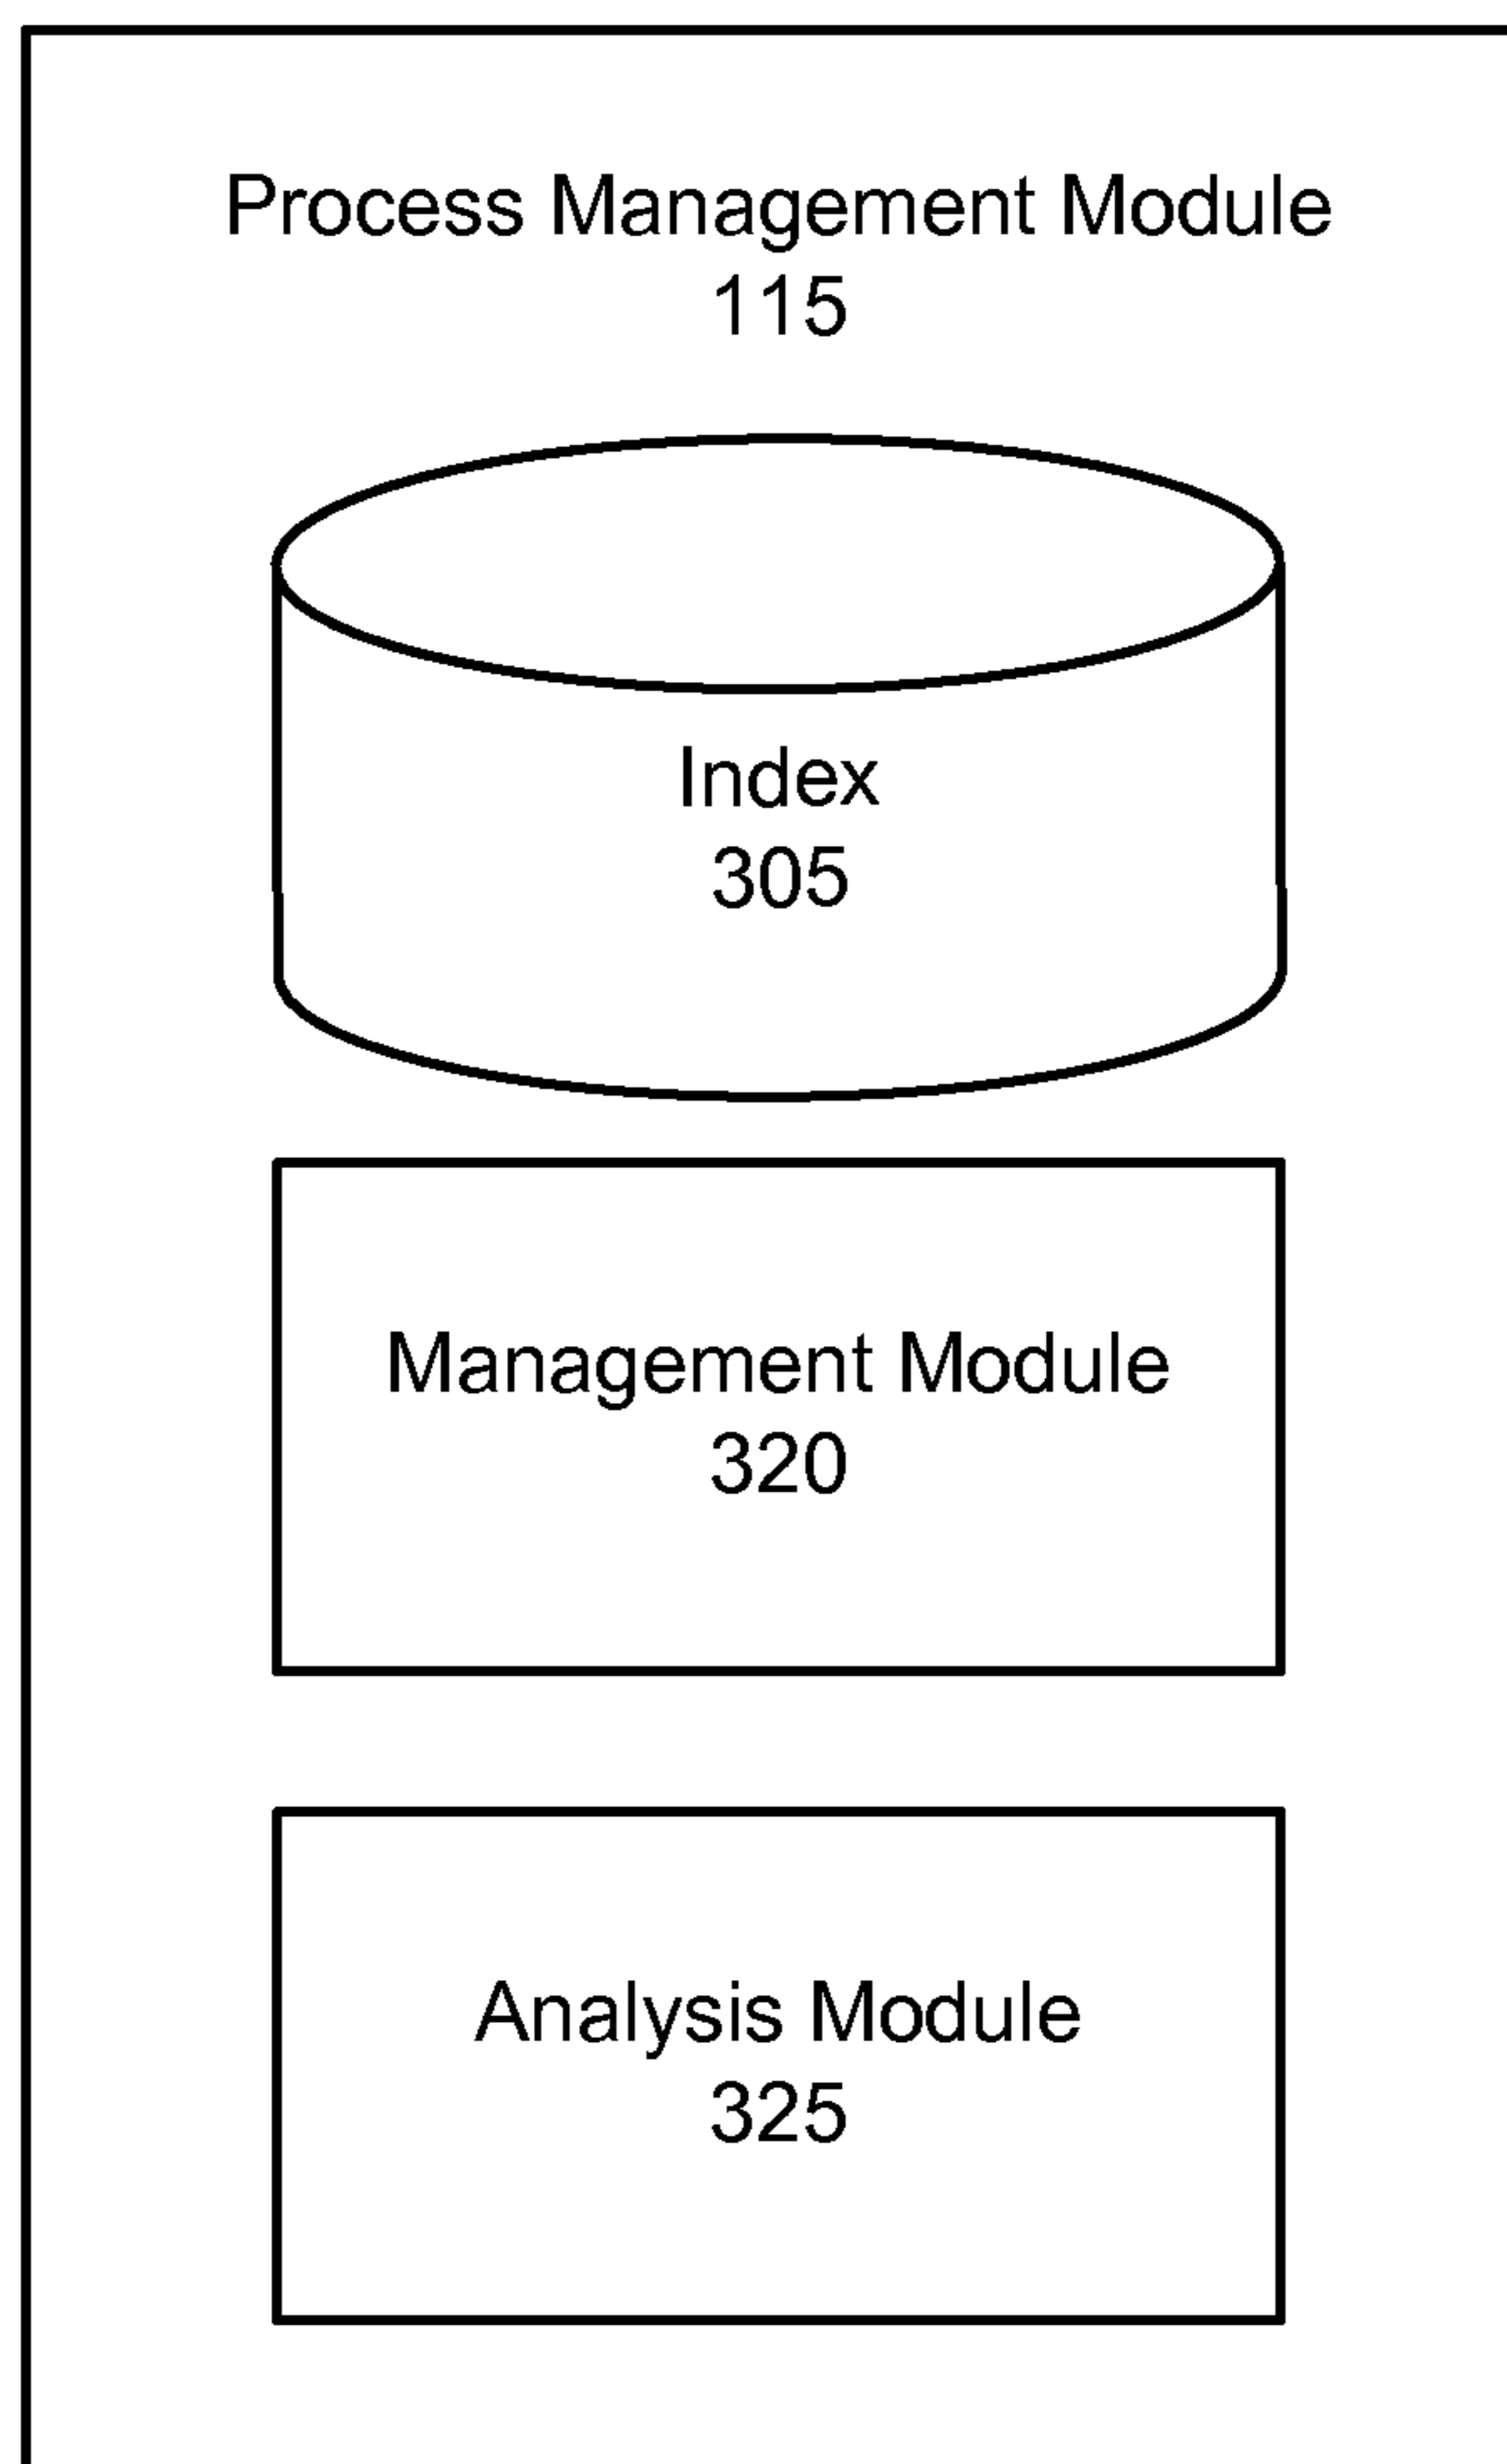 Process Management Module
115
Index
305
Management Module
320
Analysis Module
325